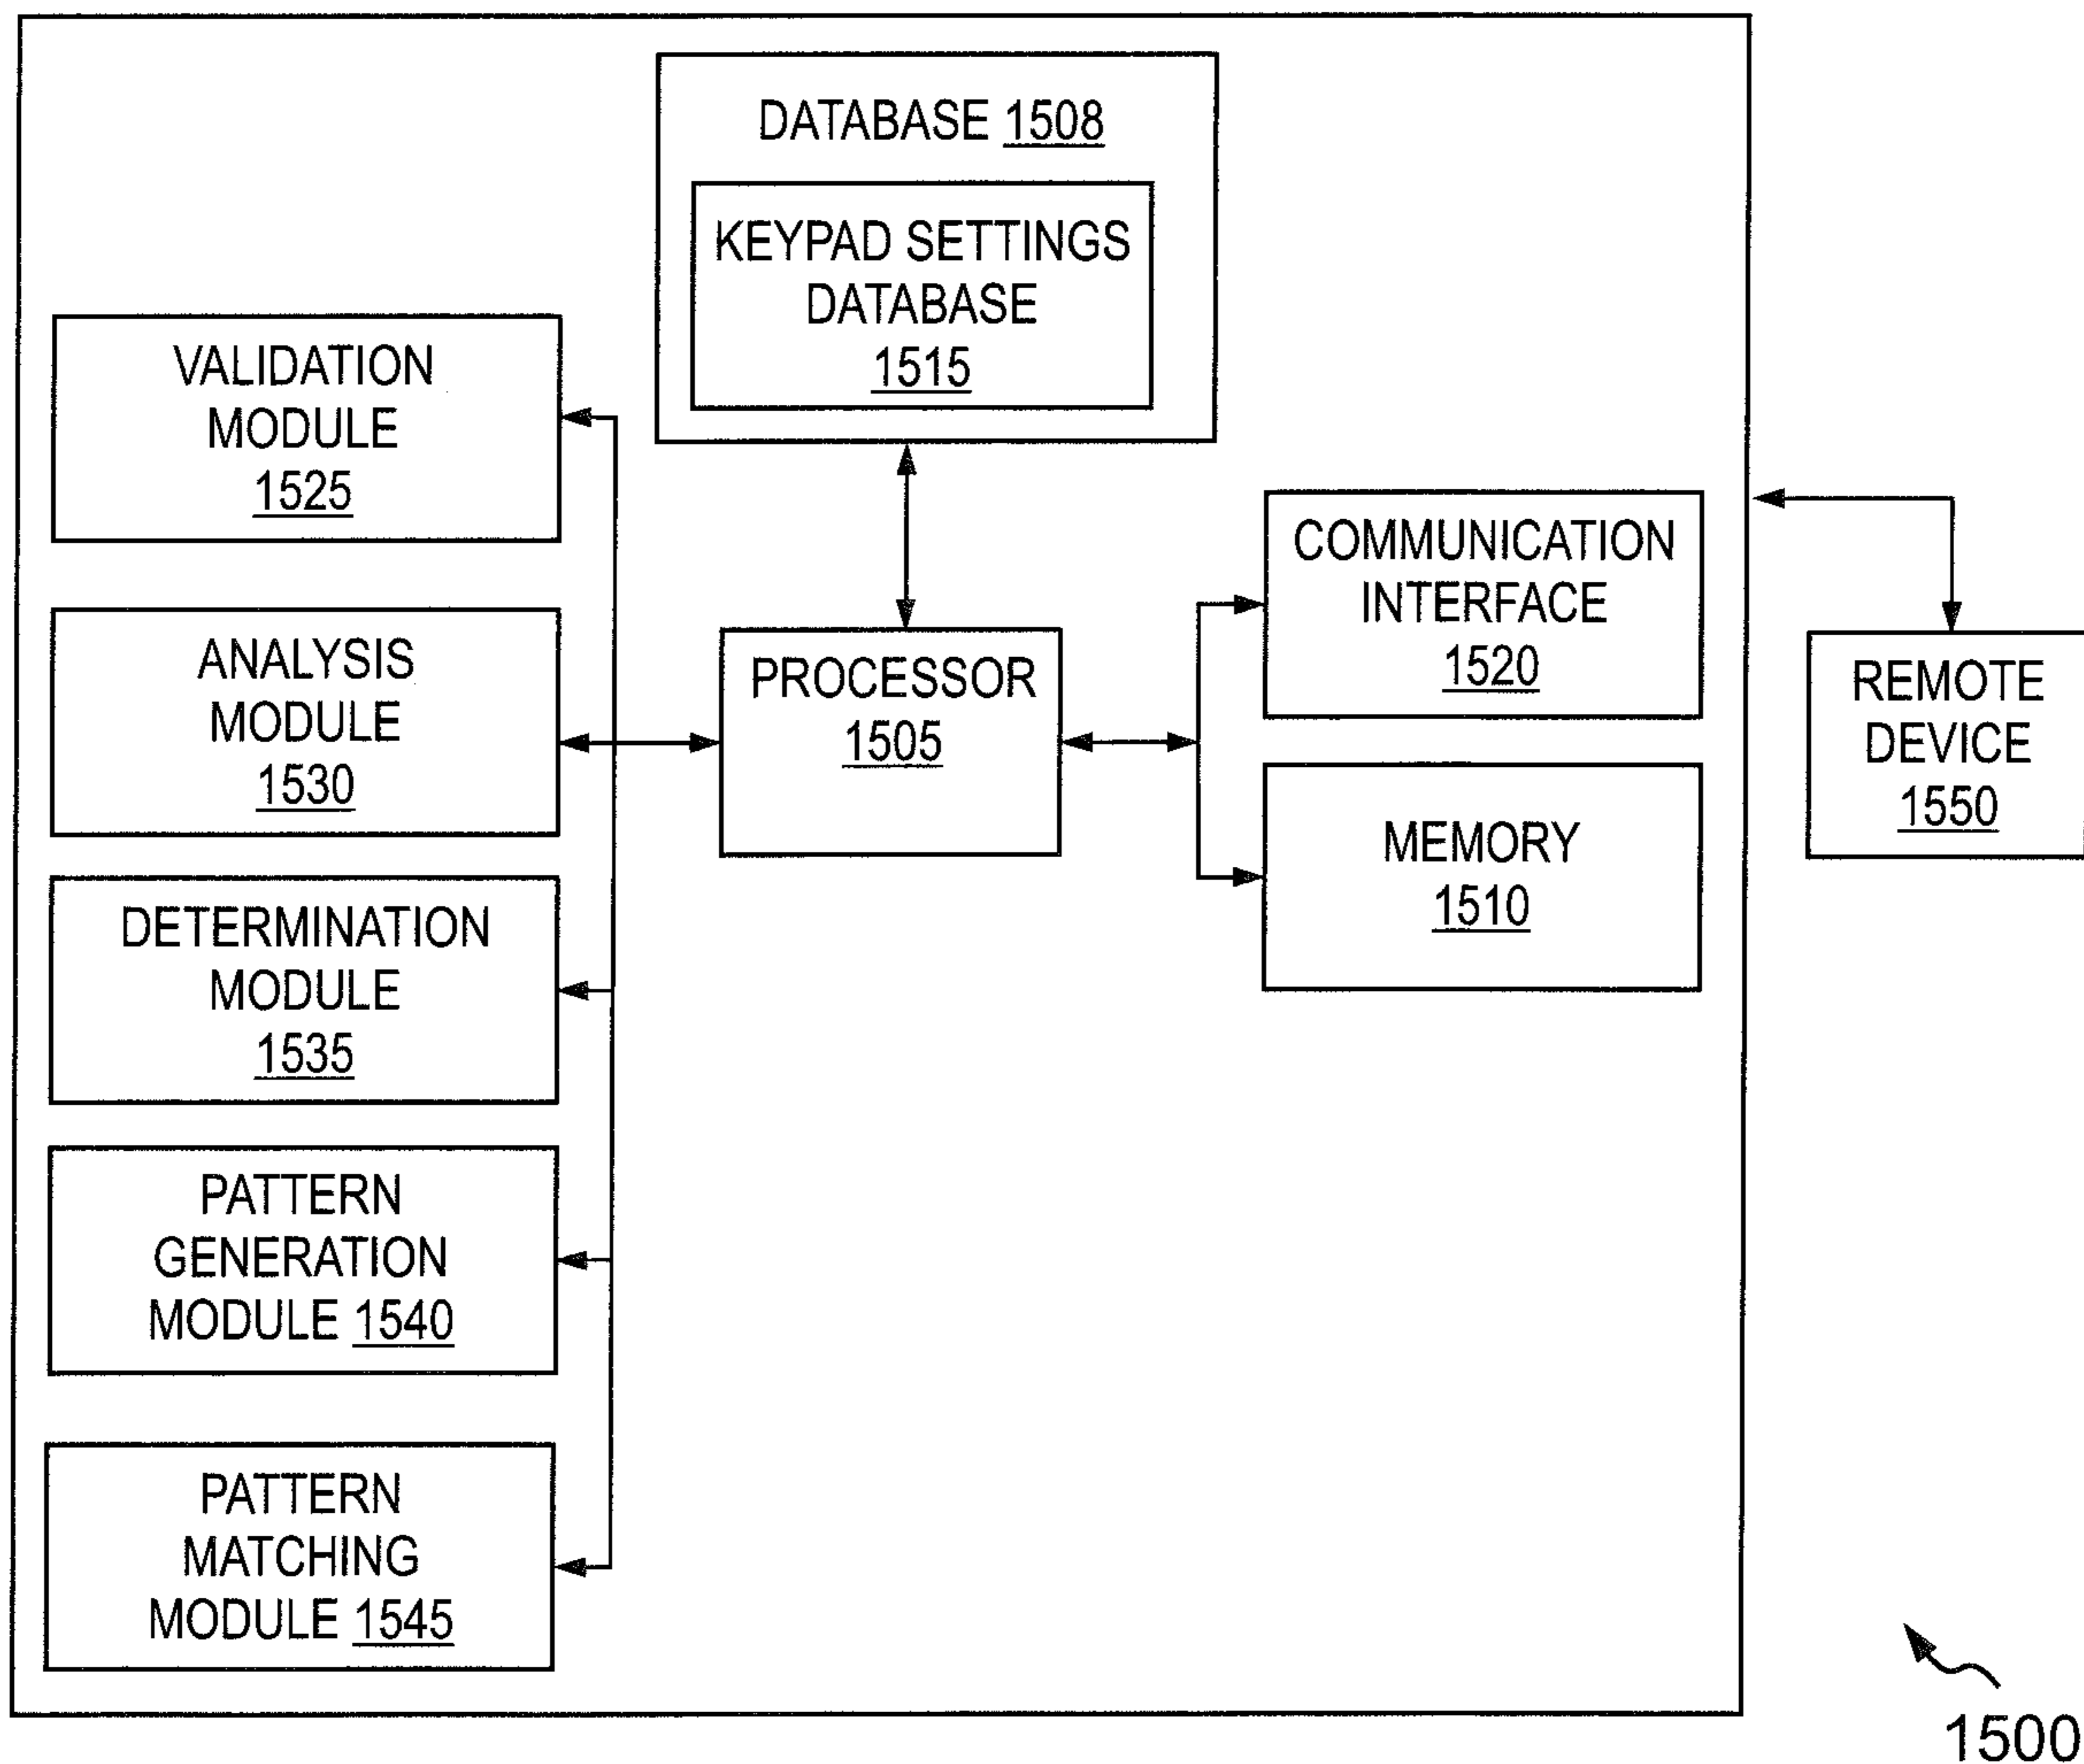 DATABASE 1508
KEYPAD SETTINGS
DATABASE
1515
VALIDATION
MODULE
1525
ANALYSIS
MODULE
1530
DETERMINATION
MODULE
1535
PATTERN
GENERATION
MODULE 1540
PATTERN
MATCHING
MODULE 1545
PROCESSOR
1505
COMMUNICATION
INTERFACE
1520
MEMORY
1510
REMOTE
DEVICE
1550
1500